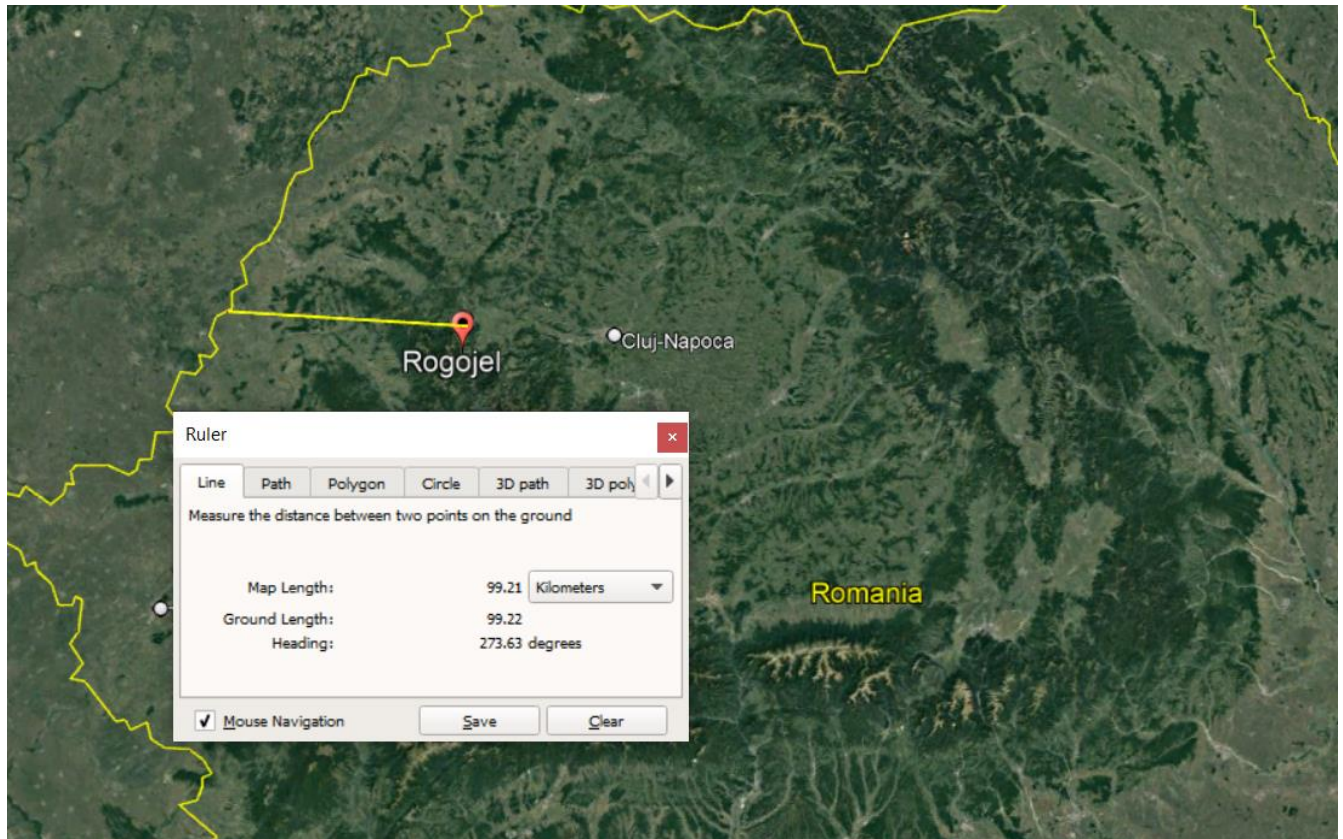 Cluj-Napoca
Rogojel
Ruler
Line Path Polygon Circle 3D path 3D poly
Measure the distance between two points on the ground
Map Length: 99.21 Kilometers
Ground Length: 99.22
Heading: 273.63 degrees
Romania
Mouse Navigation Save Clear